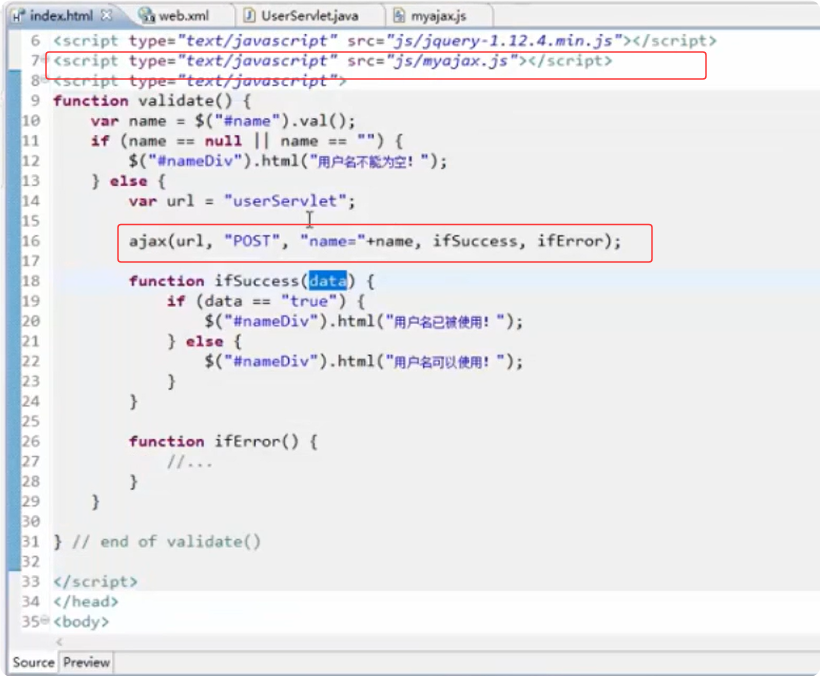 index.html web.xml UserServlet.java myajax.js
6 <script type="text/javascript" src="js/jquery-1.12.4.min.js"></script>
7 <script type="text/javascript" src="js/myajax.js"></script>
8 <script type="text/javascript">
9 function validate() {
10 var name = $("#name").val();
11 if (name == null || name == "") {
12 $("#nameDiv").html("用户名不能为空！");
13 } else {
14 var url = "userServlet";
15
16 ajax(url, "POST", "name="+name, ifSuccess, ifError);
17
18 function ifSuccess(data) {
19 if (data == "true") {
20 $("#nameDiv").html("用户名已被使用！");
21 } else {
22 $("#nameDiv").html("用户名可以使用！");
23 }
24 }
25
26 function ifError() {
27 //...
28 }
29 }
30
31 } // end of validate()
32
33 </script>
34 </head>
35 <body>
Source Preview